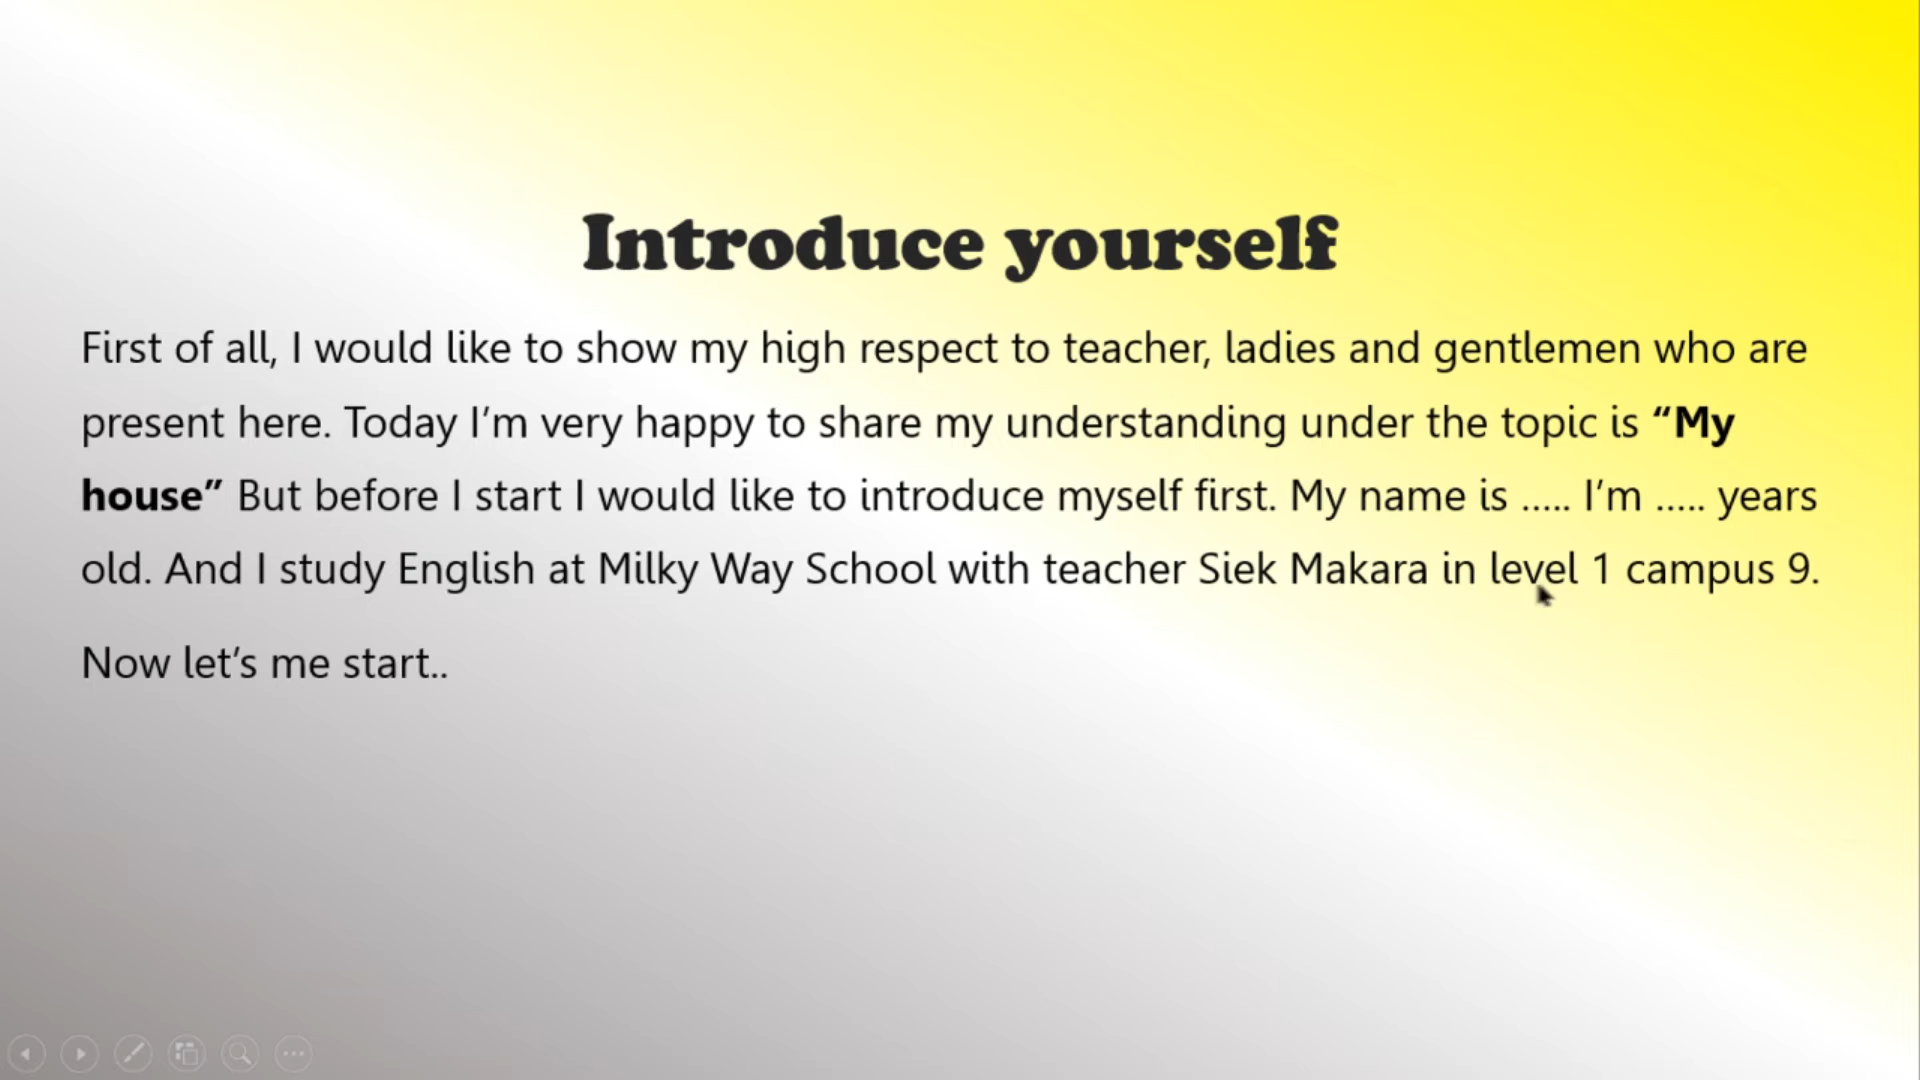 Introduce yourself
First of all, I would like to show my high respect to teacher, ladies and gentlemen who are
present here. Today I’m very happy to share my understanding under the topic is “My
house” But before I start I would like to introduce myself first. My name is ..... I’m ..... years
old. And I study English at Milky Way School with teacher Siek Makara in level 1 campus 9.
Now let’s me start..